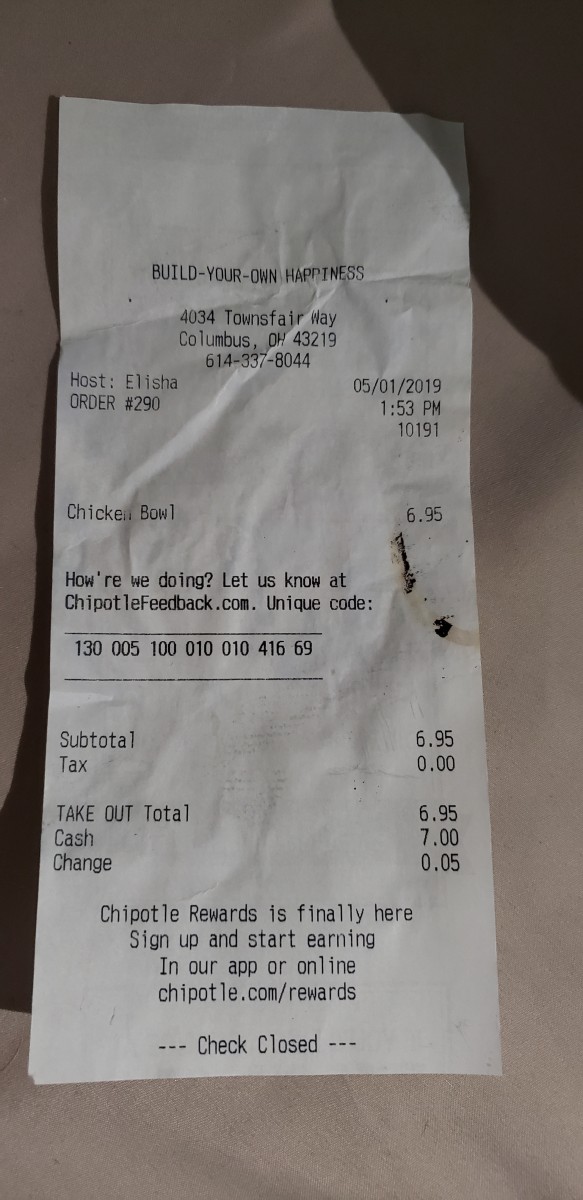 BUILD-YOUR-OWN HAPPINESS
4034 Townsfair Way
Columbus, OH 43219
614-337-8044
Host: Elisha 05/01/2019
ORDER #290 1:53 PM
10191
Chicken Bowl 6.95
How're we doing? Let us know at
ChipotleFeedback.com. Unique code:
130 005 100 010 010 416 69
Subtotal 6.95
Tax 0.00
TAKE OUT Total 6.95
Cash 7.00
Change 0.05
Chipotle Rewards is finally here
Sign up and start earning
In our app or online
chipotle.com/rewards
--- Check Closed ---